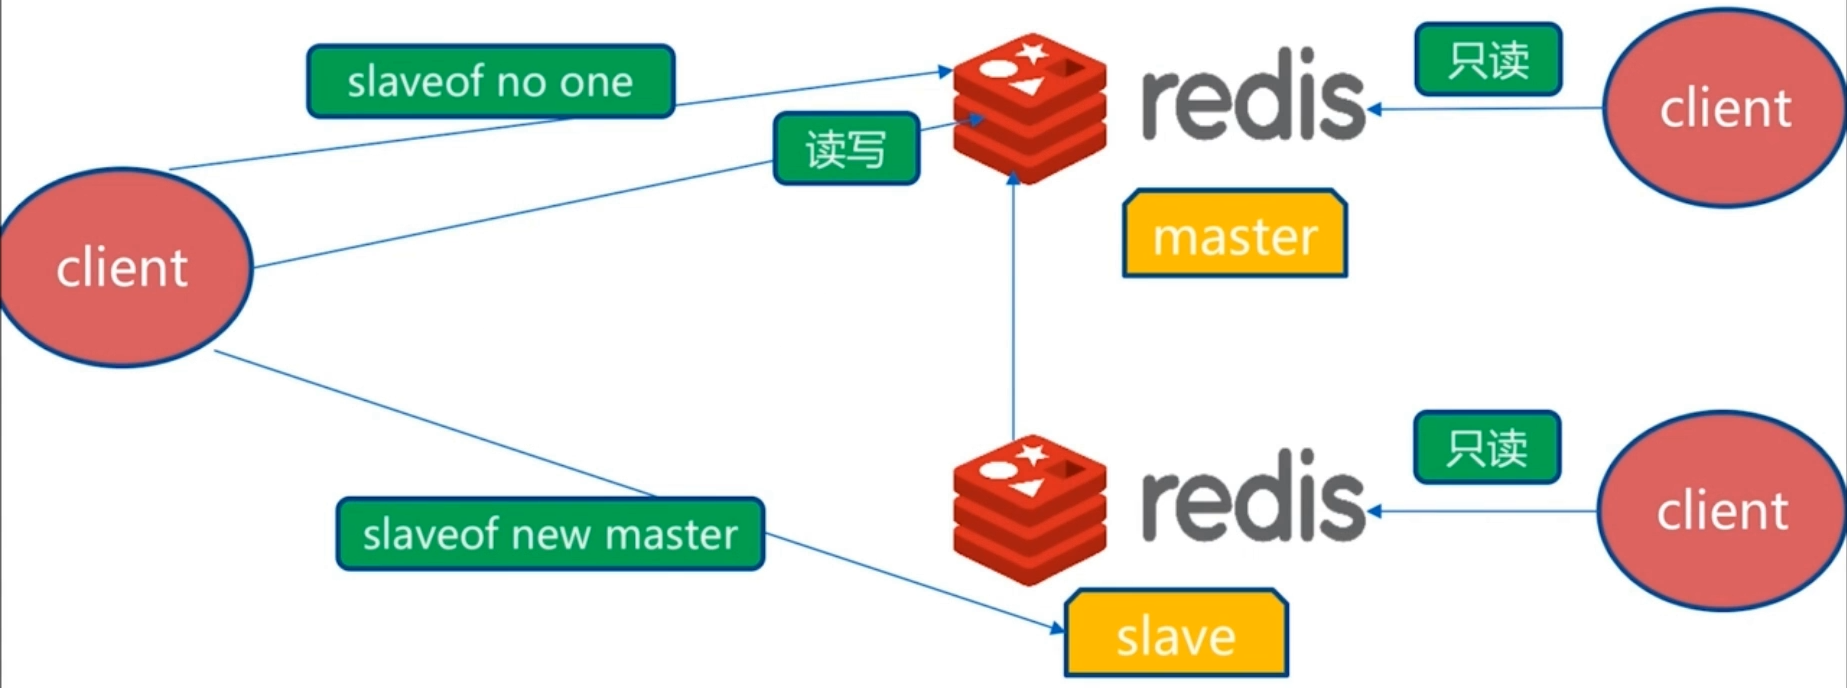 slaveof no one
读写
redis
只读
client
client
master
redis
只读
client
slaveof new master
slave